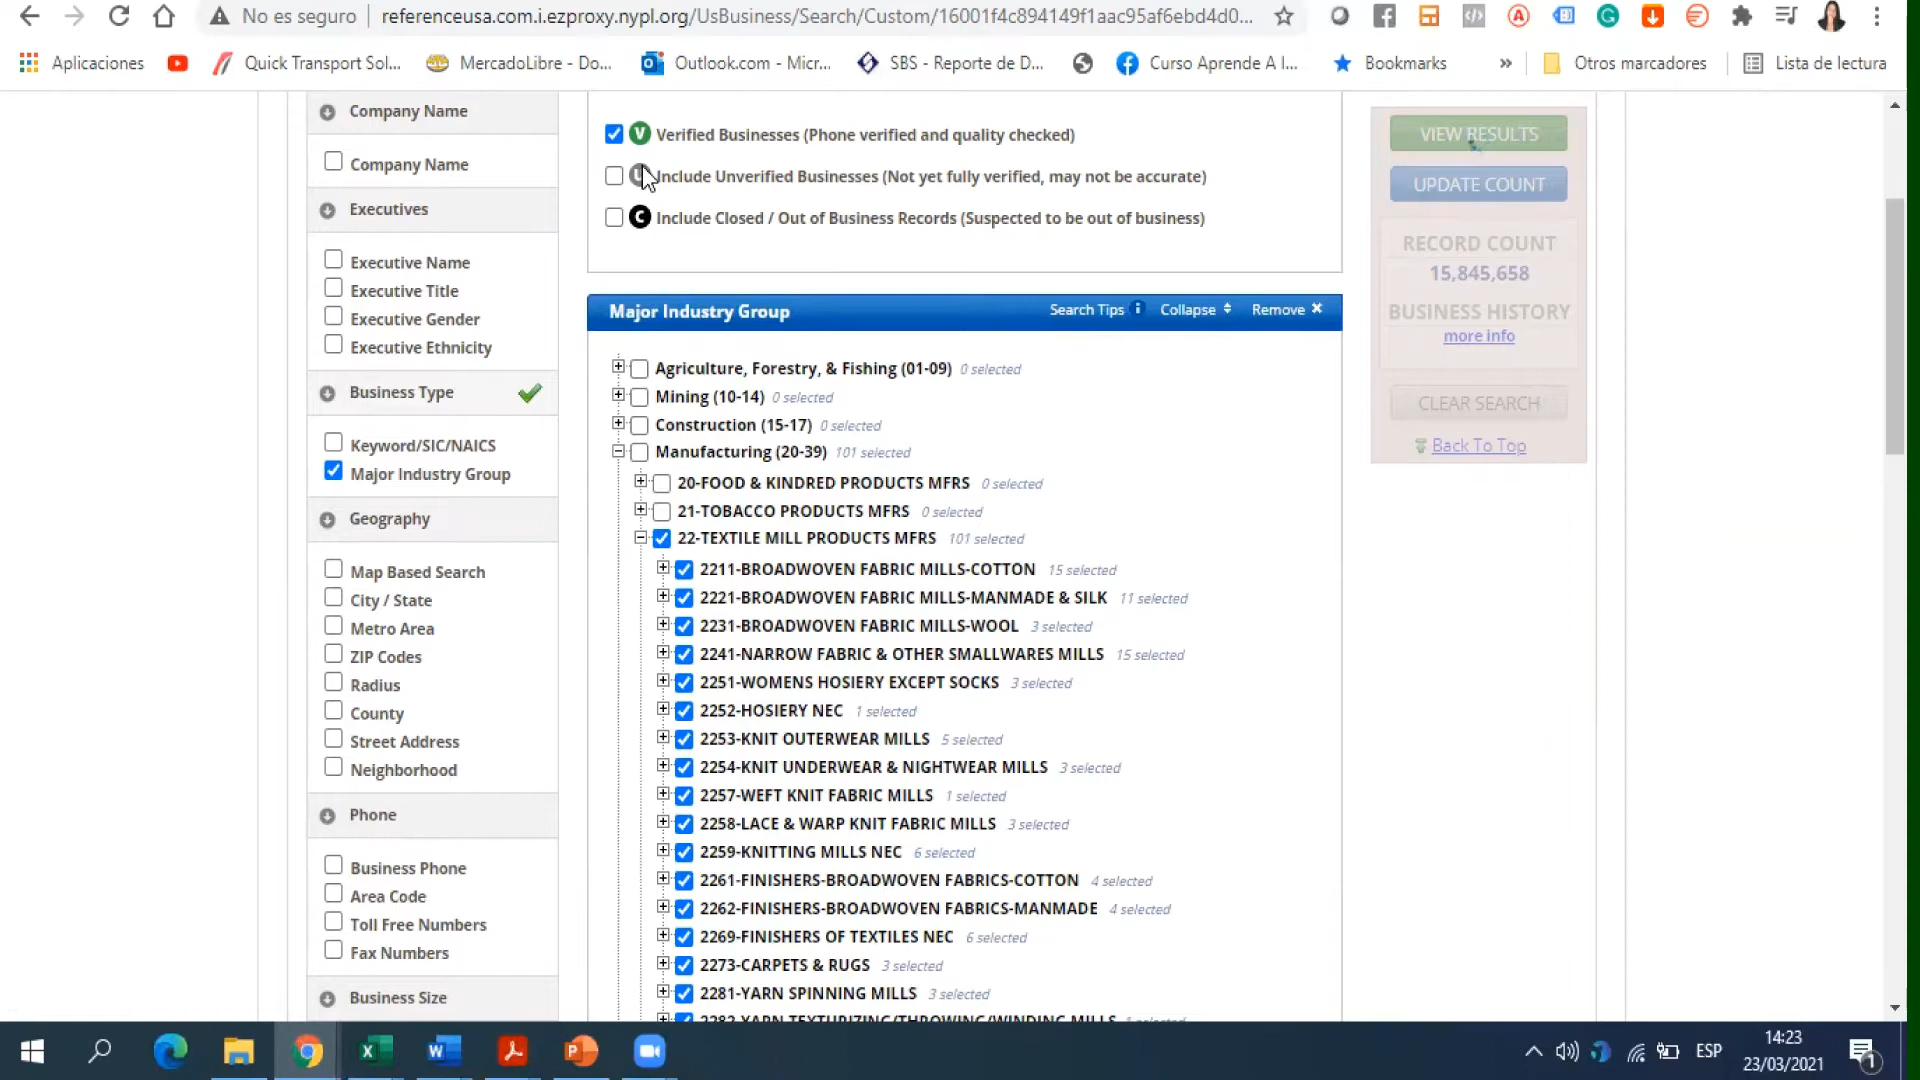 No es seguro
referenceusa.com.i.ezproxy.nypl.org/UsBusiness/Search/Custom/16001f4c894149f1aac95af6ebd4d0...
Aplicaciones
Quick Transport Sol...
MercadoLibre - Do...
Outlook.com - Micr...
SBS - Reporte de D...
Curso Aprende A I...
Bookmarks
»
Otros marcadores
Lista de lectura
Company Name
Company Name
Executives
Executive Name
Executive Title
Executive Gender
Executive Ethnicity
Business Type
Keyword/SIC/NAICS
Major Industry Group
Geography
Map Based Search
City / State
Metro Area
ZIP Codes
Radius
County
Street Address
Neighborhood
Phone
Business Phone
Area Code
Toll Free Numbers
Fax Numbers
Business Size
V Verified Businesses (Phone verified and quality checked)
Include Unverified Businesses (Not yet fully verified, may not be accurate)
C Include Closed / Out of Business Records (Suspected to be out of business)
Major Industry Group
Search Tips i Collapse Remove
Agriculture, Forestry, & Fishing (01-09) 0 selected
Mining (10-14) 0 selected
Construction (15-17) 0 selected
Manufacturing (20-39) 101 selected
20-FOOD & KINDRED PRODUCTS MFRS 0 selected
21-TOBACCO PRODUCTS MFRS 0 selected
22-TEXTILE MILL PRODUCTS MFRS 101 selected
2211-BROADWOVEN FABRIC MILLS-COTTON 15 selected
2221-BROADWOVEN FABRIC MILLS-MANMADE & SILK 11 selected
2231-BROADWOVEN FABRIC MILLS-WOOL 3 selected
2241-NARROW FABRIC & OTHER SMALLWARES MILLS 15 selected
2251-WOMENS HOSIERY EXCEPT SOCKS 3 selected
2252-HOSIERY NEC 1 selected
2253-KNIT OUTERWEAR MILLS 5 selected
2254-KNIT UNDERWEAR & NIGHTWEAR MILLS 3 selected
2257-WEFT KNIT FABRIC MILLS 1 selected
2258-LACE & WARP KNIT FABRIC MILLS 3 selected
2259-KNITTING MILLS NEC 6 selected
2261-FINISHERS-BROADWOVEN FABRICS-COTTON 4 selected
2262-FINISHERS-BROADWOVEN FABRICS-MANMADE 4 selected
2269-FINISHERS OF TEXTILES NEC 6 selected
2273-CARPETS & RUGS 3 selected
2281-YARN SPINNING MILLS 3 selected
2282-YARN TEXTURIZING/THROWING/WINDING MILLS
VIEW RESULTS
UPDATE COUNT
RECORD COUNT
15,845,658
BUSINESS HISTORY
more info
CLEAR SEARCH
Back To Top
ESP
14:23
23/03/2021
1